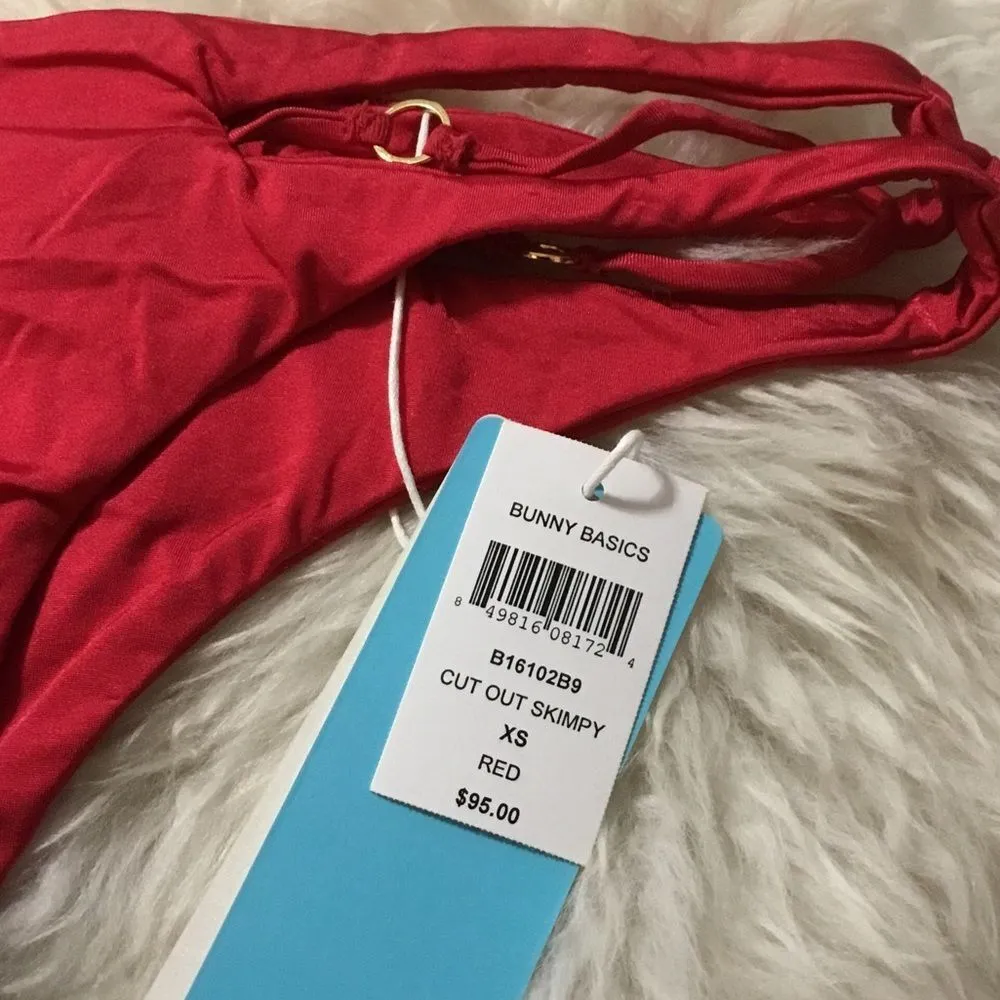 BUNNY BASICS
8 49816 08172 4
B16102B9
CUT OUT SKIMPY
XS
RED
$95.00